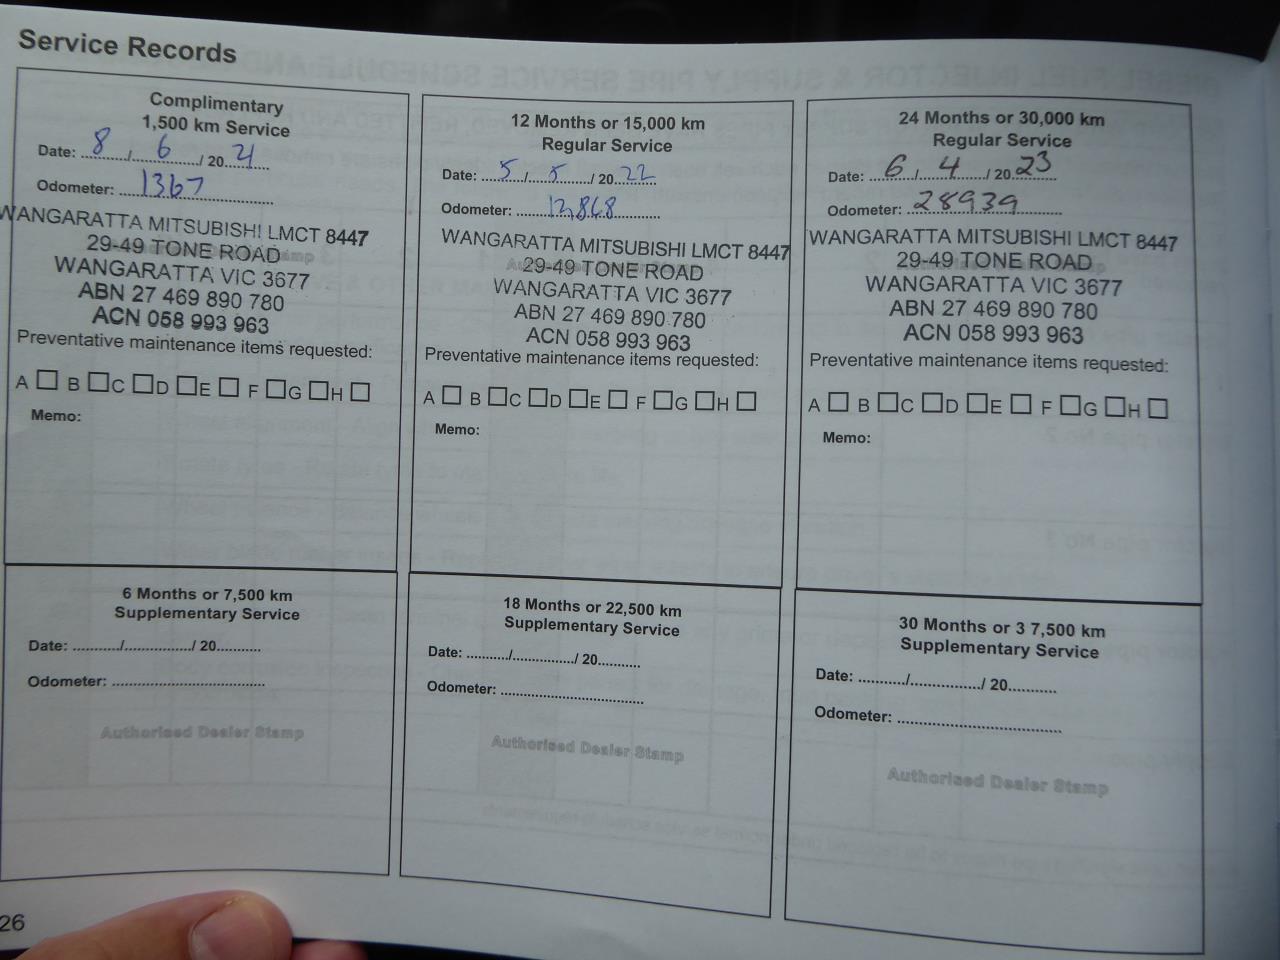 Service Records
Complimentary
1,500 km Service
Date: 8 / 6 / 20 21
Odometer: 1367
WANGARATTA MITSUBISHI LMCT 8447
29-49 TONE ROAD
WANGARATTA VIC 3677
ABN 27 469 890 780
ACN 058 993 963
Preventative maintenance items requested:
A B C D E F G H
Memo:
12 Months or 15,000 km
Regular Service
Date: 5 / 5 / 20 22
Odometer:
Authorised Dealer Stamp
WANGARATTA MITSUBISHI LMCT 8447
29-49 TONE ROAD
WANGARATTA VIC 3677
ABN 27 469 890 780
ACN 058 993 963
Preventative maintenance items requested:
A B C D E F G H
Memo:
24 Months or 30,000 km
Regular Service
Date: 6 / 4 / 20 23
Odometer: 28939
Authorised Dealer Stamp
WANGARATTA MITSUBISHI LMCT 8447
29-49 TONE ROAD
WANGARATTA VIC 3677
ABN 27 469 890 780
ACN 058 993 963
Preventative maintenance items requested:
A B C D E F G H
Memo:
6 Months or 7,500 km
Supplementary Service
Date: ........../................/ 20..........
Odometer: ...................................
Authorised Dealer Stamp
18 Months or 22,500 km
Supplementary Service
Date: ........../................/ 20..........
Odometer: ...................................
Authorised Dealer Stamp
30 Months or 3 7,500 km
Supplementary Service
Date: ........../................/ 20..........
Odometer: ...................................
Authorised Dealer Stamp
26